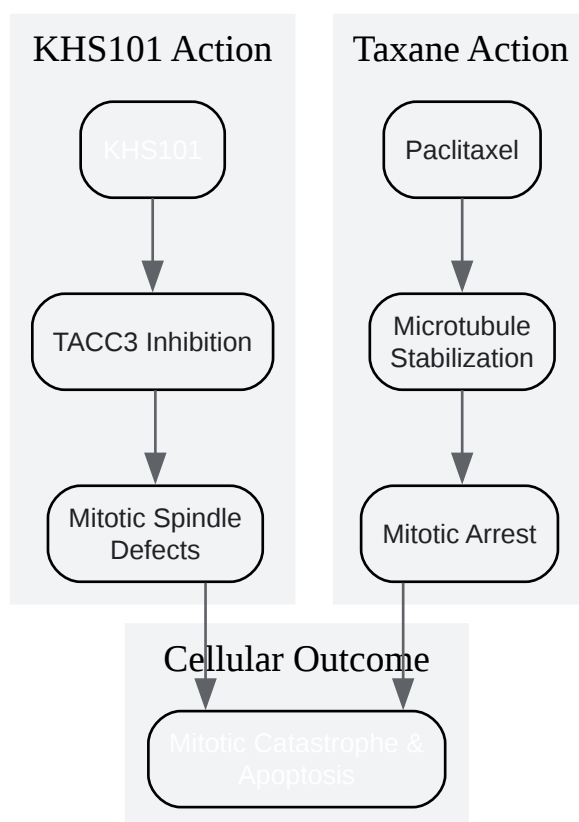 KHS101 Action
KHS101
TACC3 Inhibition
Mitotic Spindle
Defects
Taxane Action
Paclitaxel
Microtubule
Stabilization
Mitotic Arrest
Cellular Outcome
Mitotic Catastrophe &
Apoptosis